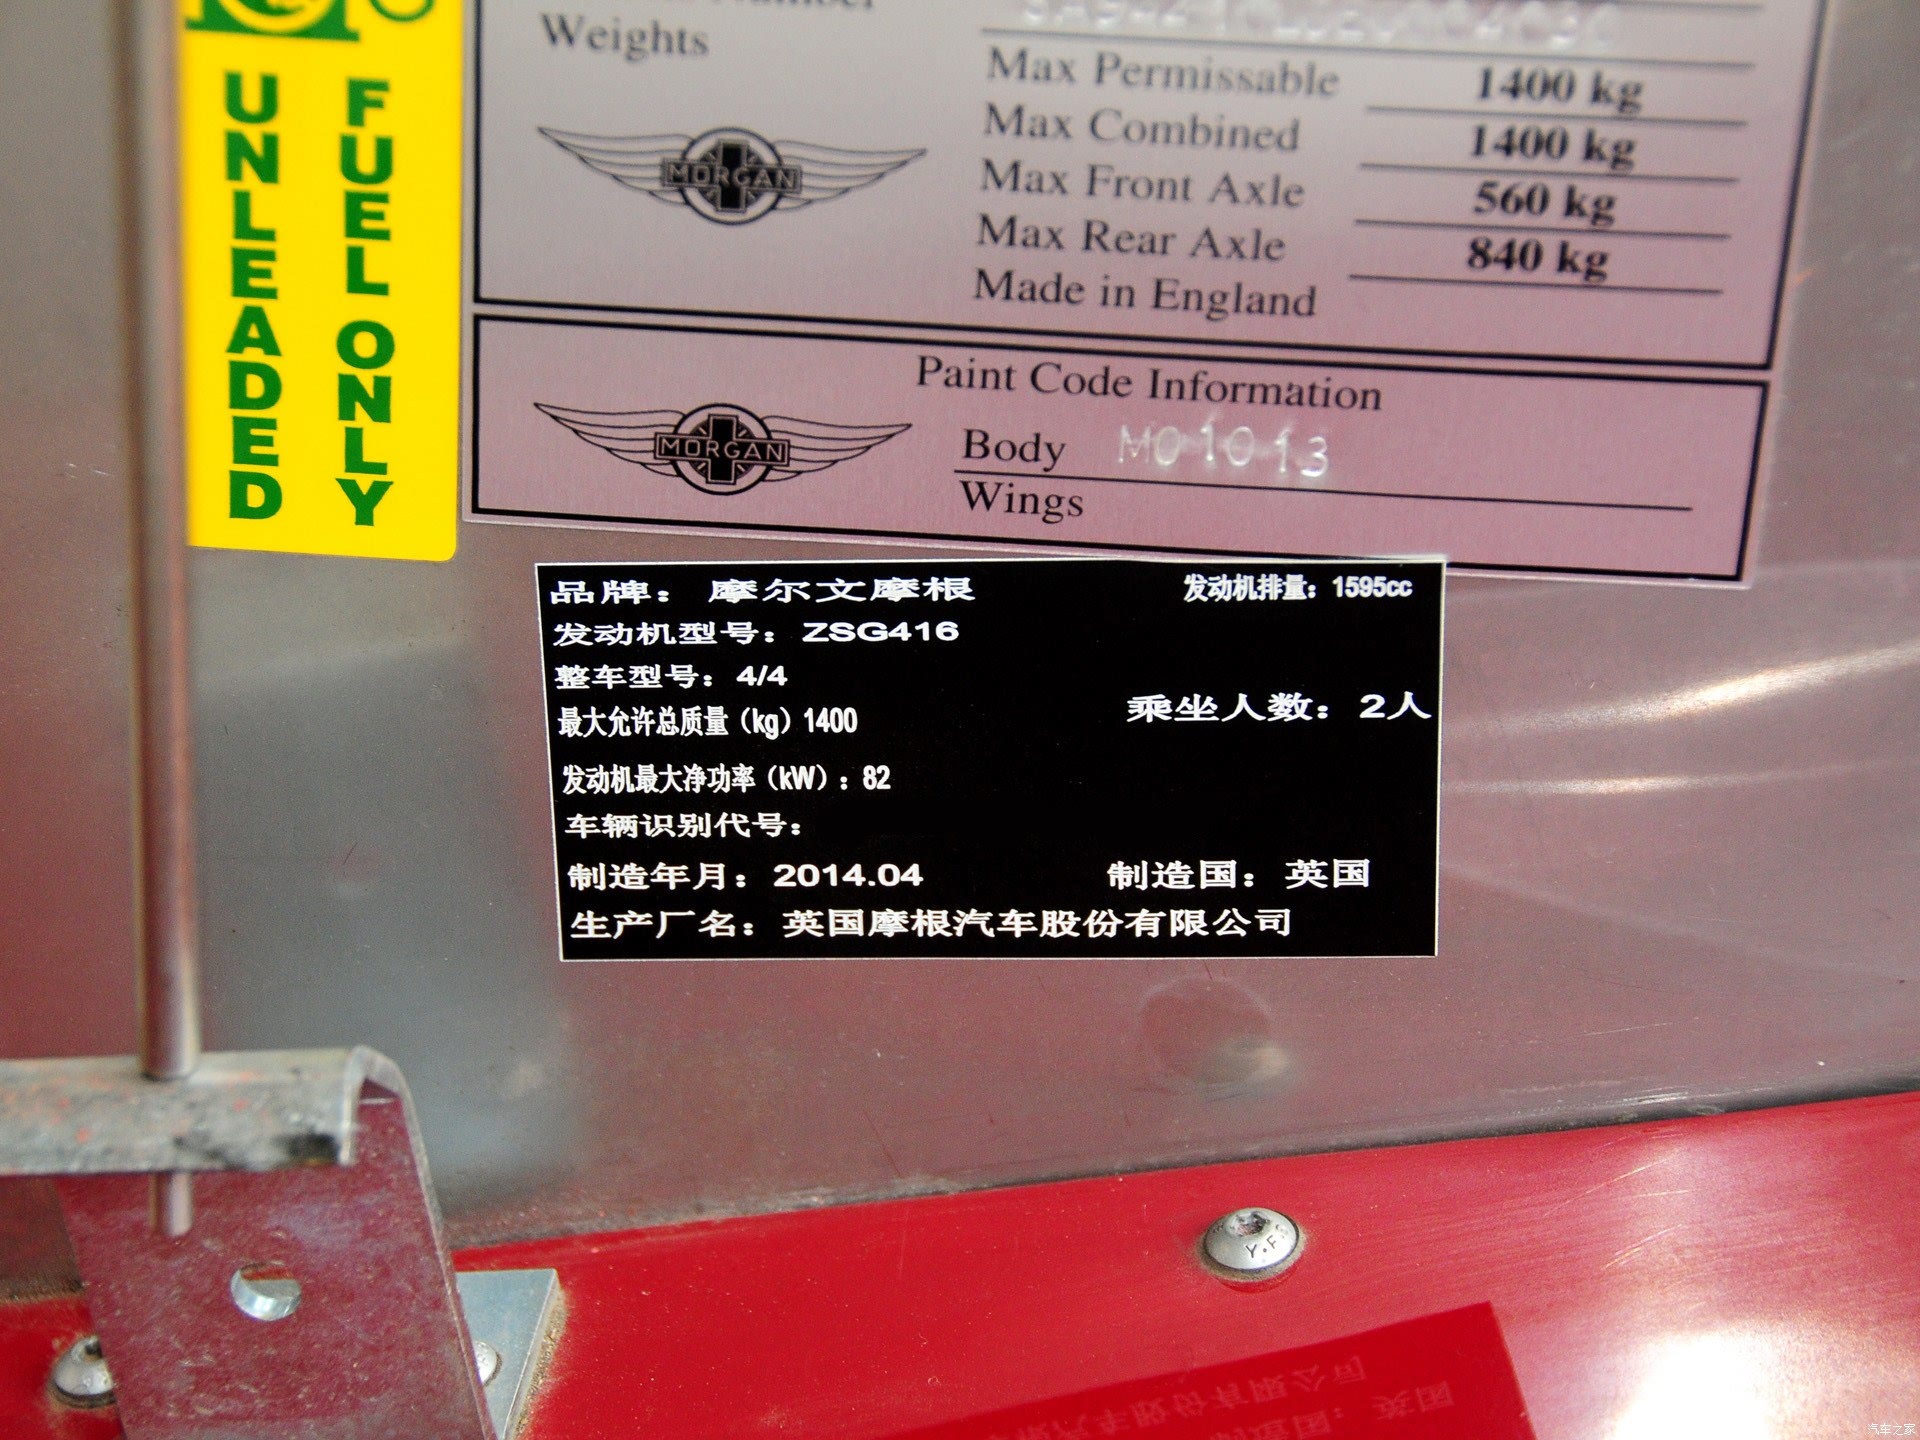 UNLEADED
FUEL ONLY
Weights
Max Permissable 1400 kg
Max Combined 1400 kg
Max Front Axle 560 kg
Max Rear Axle 840 kg
Made in England
MORGAN
Paint Code Information
MORGAN
Body M01013
Wings
品牌：摩尔文摩根 发动机排量：1595cc
发动机型号：ZSG416
整车型号：4/4
最大允许总质量（kg）1400
乘坐人数：2人
发动机最大净功率（kW）：82
车辆识别代号：
制造年月：2014.04 制造国：英国
生产厂名：英国摩根汽车股份有限公司
汽车之家